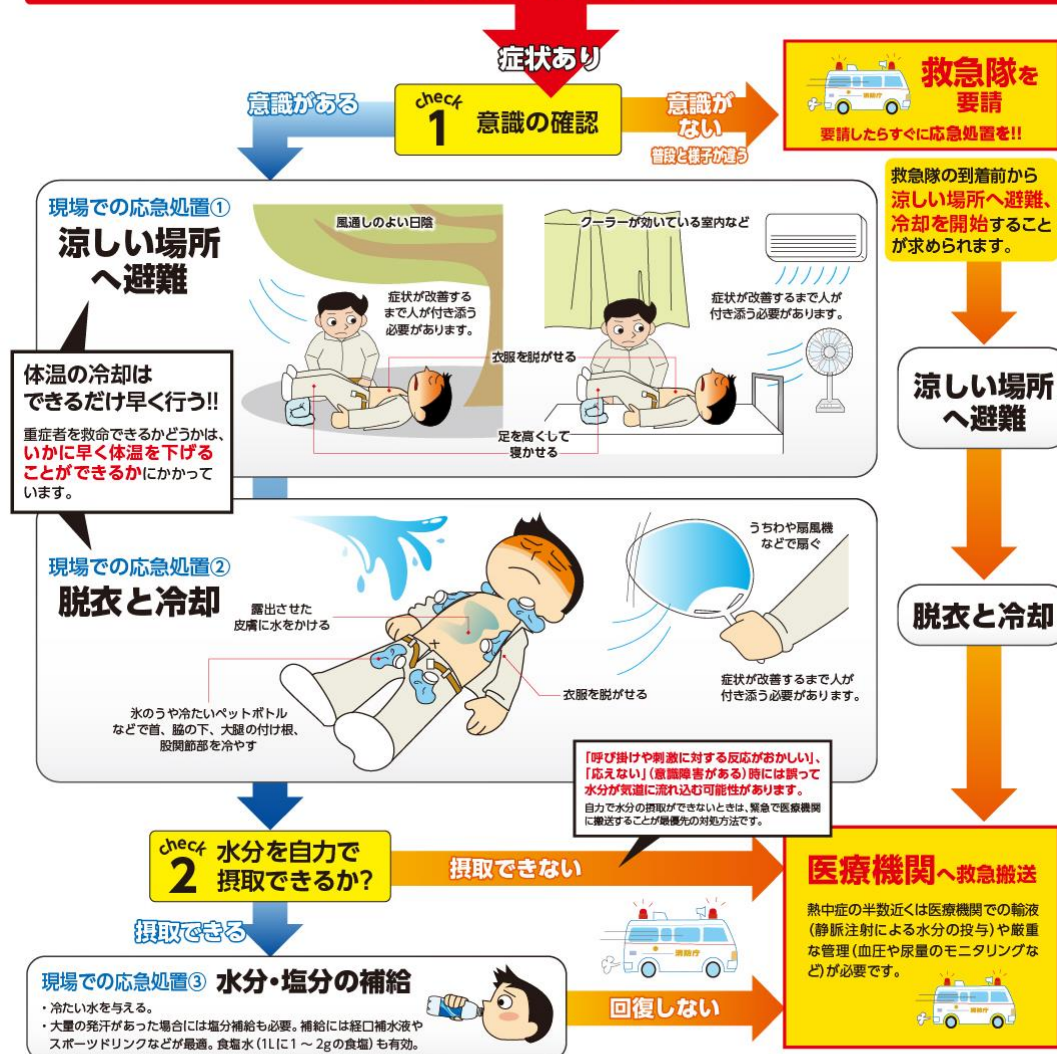 症状あり
意識がある
check
1
意識の確認
意識が
ない
普段と様子が違う
救急隊を
要請
要請したらすぐに応急処置を!!
消防庁
救急隊の到着前から
涼しい場所へ避難、
冷却を開始すること
が求められます。
現場での応急処置①
涼しい場所
へ避難
風通しのよい日陰
クーラーが効いている室内など
症状が改善する
まで人が付き添う
必要があります。
症状が改善するまで人が
付き添う必要があります。
衣服を脱がせる
足を高くして
寝かせる
体温の冷却は
できるだけ早く行う!!
重症者を救命できるかどうかは、
いかに早く体温を下げる
ことができるかにかかって
います。
涼しい場所
へ避難
現場での応急処置②
脱衣と冷却
露出させた
皮膚に水をかける
うちわや扇風機
などで扇ぐ
氷のうや冷たいペットボトル
などで首、脇の下、大腿の付け根、
股関節部を冷やす
衣服を脱がせる
症状が改善するまで人が
付き添う必要があります。
脱衣と冷却
「呼び掛けや刺激に対する反応がおかしい」、
「応えない」(意識障害がある)時には誤って
水分が気道に流れ込む可能性があります。
自力で水分の摂取ができないときは、緊急で医療機関
に搬送することが最優先の対処方法です。
check
2
水分を自力で
摂取できるか?
摂取できない
医療機関へ救急搬送
熱中症の半数近くは医療機関での輸液
(静脈注射による水分の投与)や厳重
な管理(血圧や尿量のモニタリングな
ど)が必要です。
消防庁
摂取できる
消防庁
現場での応急処置③ 水分・塩分の補給
・冷たい水を与える。
・大量の発汗があった場合には塩分補給も必要。補給には経口補水液や
スポーツドリンクなどが最適。食塩水(1Lに1～2gの食塩)も有効。
回復しない